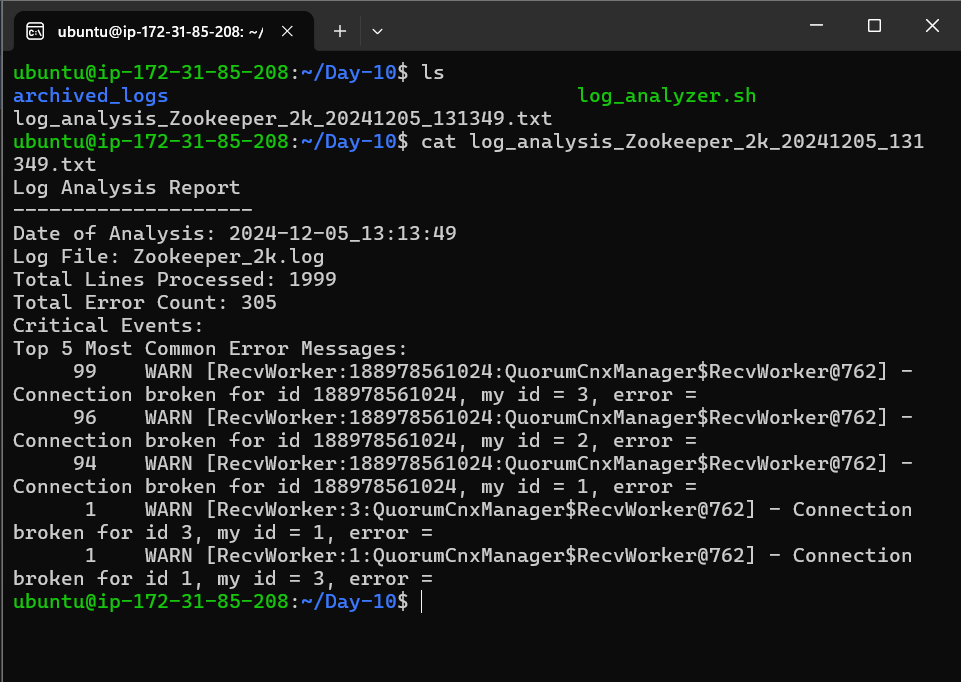 ubuntu@ip-172-31-85-208: ~/
ubuntu@ip-172-31-85-208:~/Day-10$ ls
archived_logs                                  log_analyzer.sh
log_analysis_Zookeeper_2k_20241205_131349.txt
ubuntu@ip-172-31-85-208:~/Day-10$ cat log_analysis_Zookeeper_2k_20241205_131
349.txt
Log Analysis Report
--------------------
Date of Analysis: 2024-12-05_13:13:49
Log File: Zookeeper_2k.log
Total Lines Processed: 1999
Total Error Count: 305
Critical Events:
Top 5 Most Common Error Messages:
     99    WARN [RecvWorker:188978561024:QuorumCnxManager$RecvWorker@762] -
Connection broken for id 188978561024, my id = 3, error =
     96    WARN [RecvWorker:188978561024:QuorumCnxManager$RecvWorker@762] -
Connection broken for id 188978561024, my id = 2, error =
     94    WARN [RecvWorker:188978561024:QuorumCnxManager$RecvWorker@762] -
Connection broken for id 188978561024, my id = 1, error =
      1    WARN [RecvWorker:3:QuorumCnxManager$RecvWorker@762] - Connection
broken for id 3, my id = 1, error =
      1    WARN [RecvWorker:1:QuorumCnxManager$RecvWorker@762] - Connection
broken for id 1, my id = 3, error =
ubuntu@ip-172-31-85-208:~/Day-10$